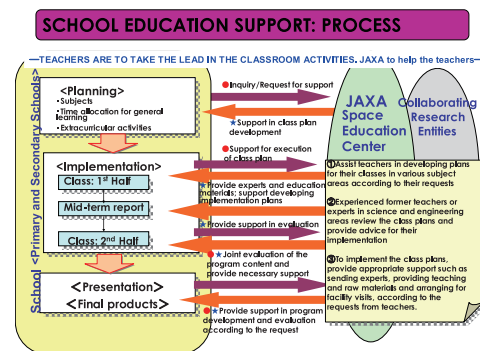 SCHOOL EDUCATION SUPPORT: PROCESS
—TEACHERS ARE TO TAKE THE LEAD IN THE CLASSROOM ACTIVITIES. JAXA to help the teachers—
School <Primary and Secondary Schools>
<Planning>
•Subjects
•Time allocation for general
learning
•Extracurricular activities
<Implementation>
Class: 1st Half
Mid-term report
Class: 2nd Half
<Presentation>
<Final products>
●Inquiry/Request for support
★Support in class plan
development
●Support for execution
of class plan
★Provide experts and education
materials; support developing
implementation plans
★Provide support in evaluation
●★Joint evaluation of the
program content and
provide necessary support
●★Provide support in program
development and evaluation
according to the request
JAXA
Space
Education
Center
Collaborating
Research
Entities
①Assist teachers in developing plans
for their classes in various subject
areas according to their requests
②Experienced former teachers or
experts in science and engineering
areas review the class plans and
provide advice for their
implementation
③To implement the class plans,
provide appropriate support such as
sending experts, providing teaching
and raw materials and arranging for
facility visits, according to the
requests from teachers.